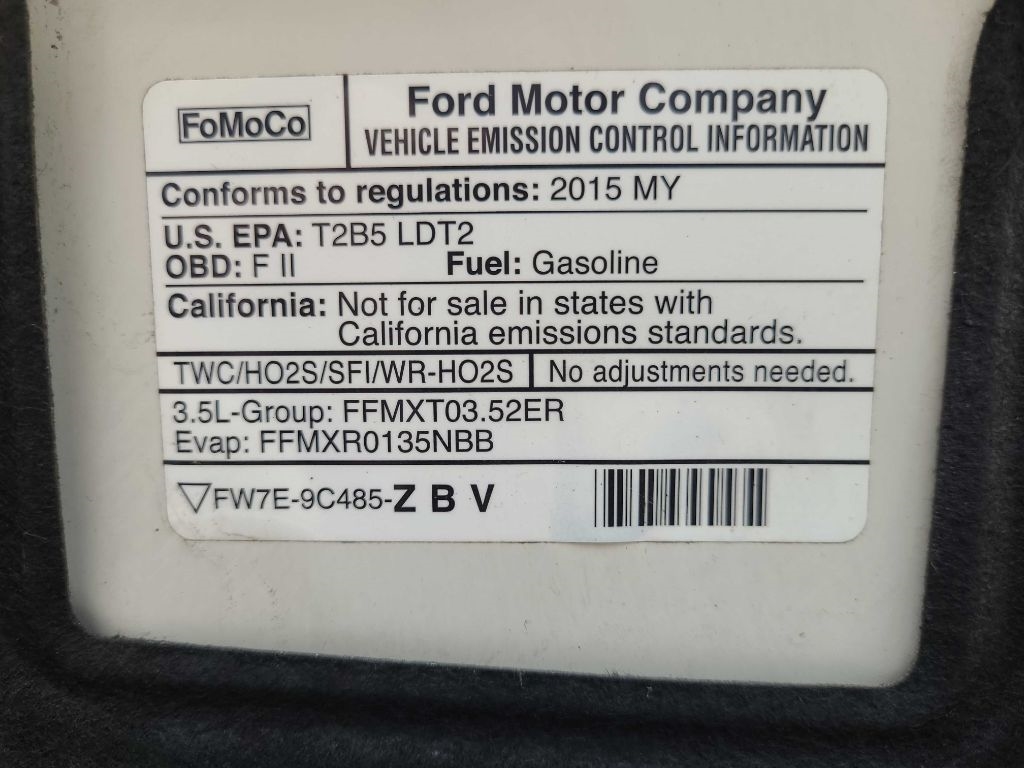 FoMoCo
Ford Motor Company
VEHICLE EMISSION CONTROL INFORMATION
Conforms to regulations: 2015 MY
U.S. EPA: T2B5 LDT2
OBD: F II Fuel: Gasoline
California: Not for sale in states with
California emissions standards.
TWC/HO2S/SFI/WR-HO2S No adjustments needed.
3.5L-Group: FFMXT03.52ER
Evap: FFMXR0135NBB
▽FW7E-9C485-Z B V